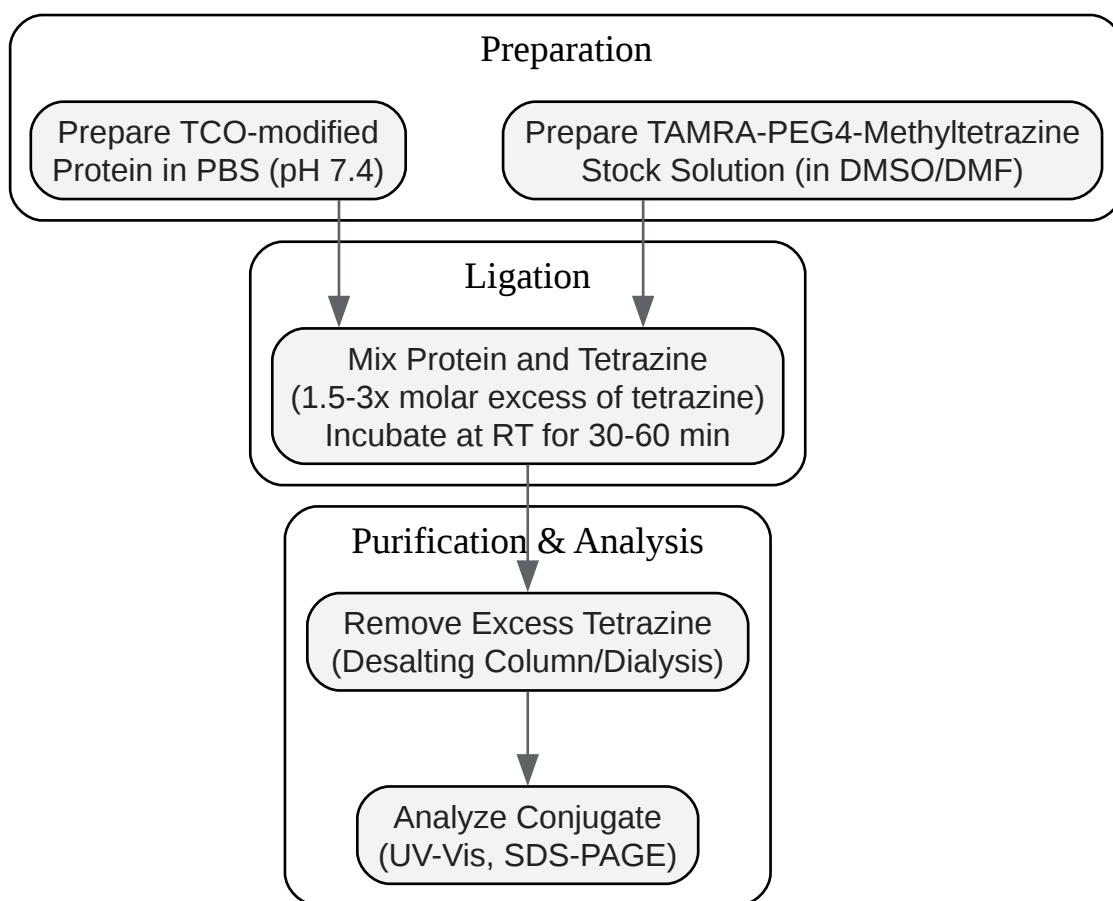 Preparation
Prepare TCO-modified
Protein in PBS (pH 7.4)
Prepare TAMRA-PEG4-Methyltetrazine
Stock Solution (in DMSO/DMF)
Ligation
Mix Protein and Tetrazine
(1.5-3x molar excess of tetrazine)
Incubate at RT for 30-60 min
Purification & Analysis
Remove Excess Tetrazine
(Desalting Column/Dialysis)
Analyze Conjugate
(UV-Vis, SDS-PAGE)